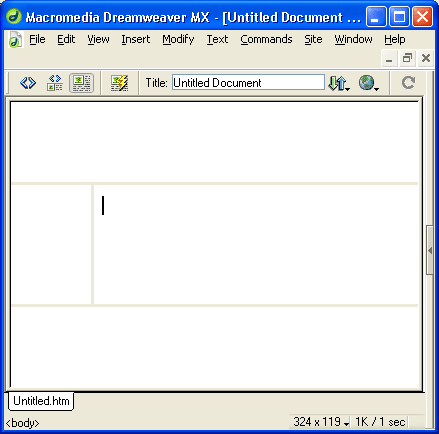 Macromedia Dreamweaver MX - [Untitled Document ...
File Edit View Insert Modify Text Commands Site Window Help
Title: Untitled Document
Untitled.htm
<body> 324 x 119 1K / 1 sec